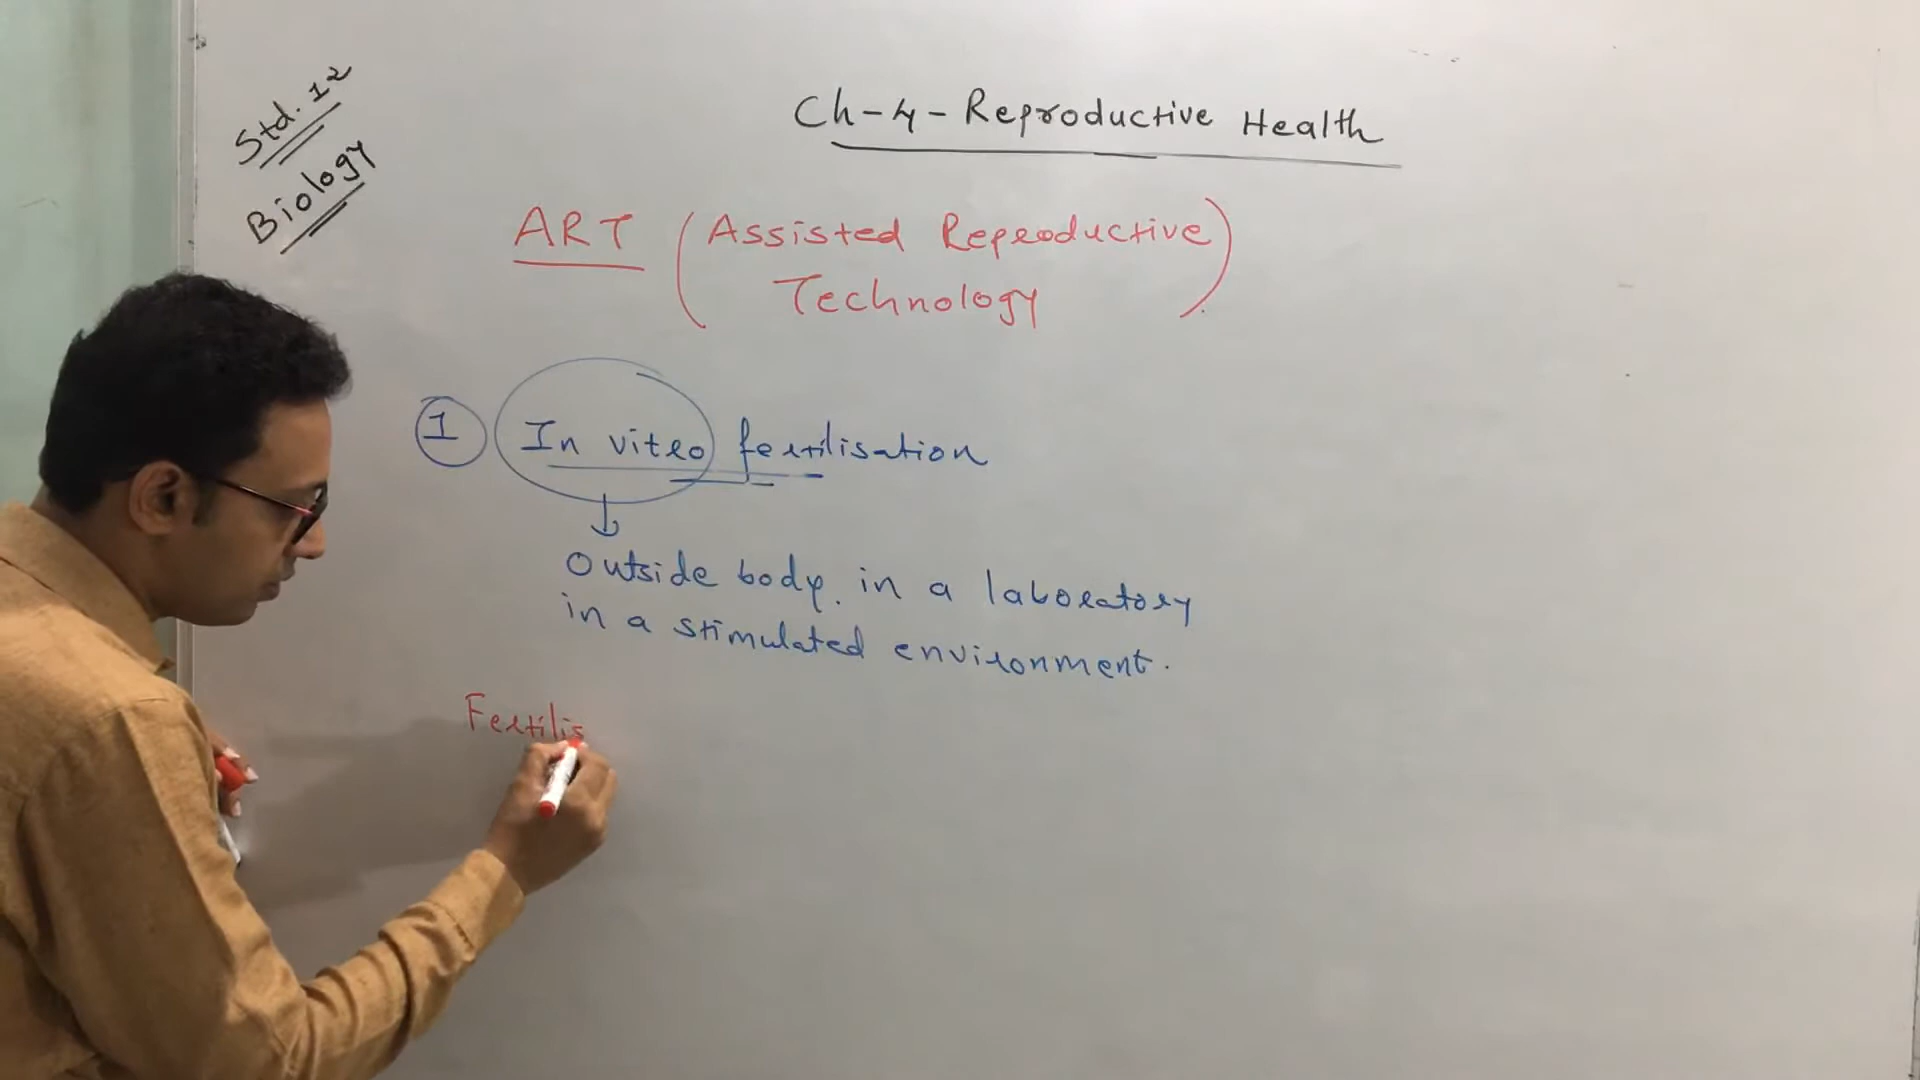 Std. 12
Biology
Ch-4-Reproductive Health
ART (Assisted Reproductive
Technology)
1 In vitro fertilisation
Outside body. in a laboratory
in a stimulated environment.
Fertilis